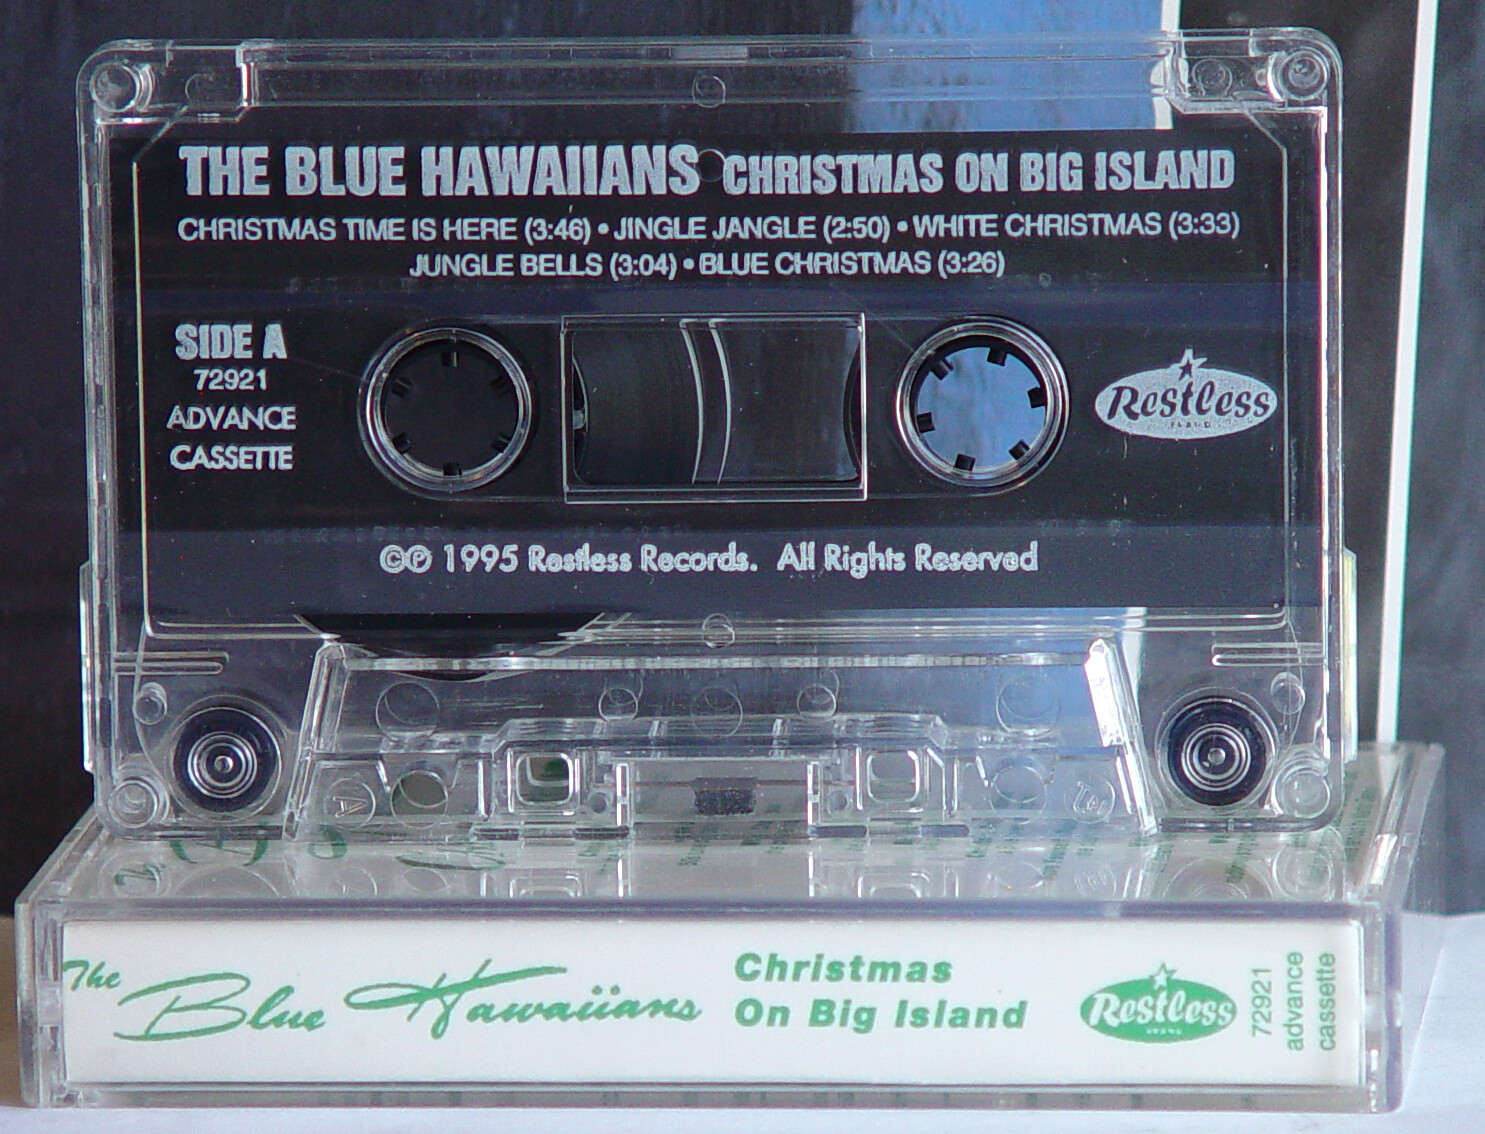 THE BLUE HAWAIIANS CHRISTMAS ON BIG ISLAND
CHRISTMAS TIME IS HERE (3:46) • JINGLE JANGLE (2:50) • WHITE CHRISTMAS (3:33)
JUNGLE BELLS (3:04) • BLUE CHRISTMAS (3:26)
SIDE A
72921
ADVANCE
CASSETTE
Restless
©℗ 1995 Restless Records. All Rights Reserved
The Blue Hawaiians
Christmas
On Big Island
Restless
72921
advance
cassette